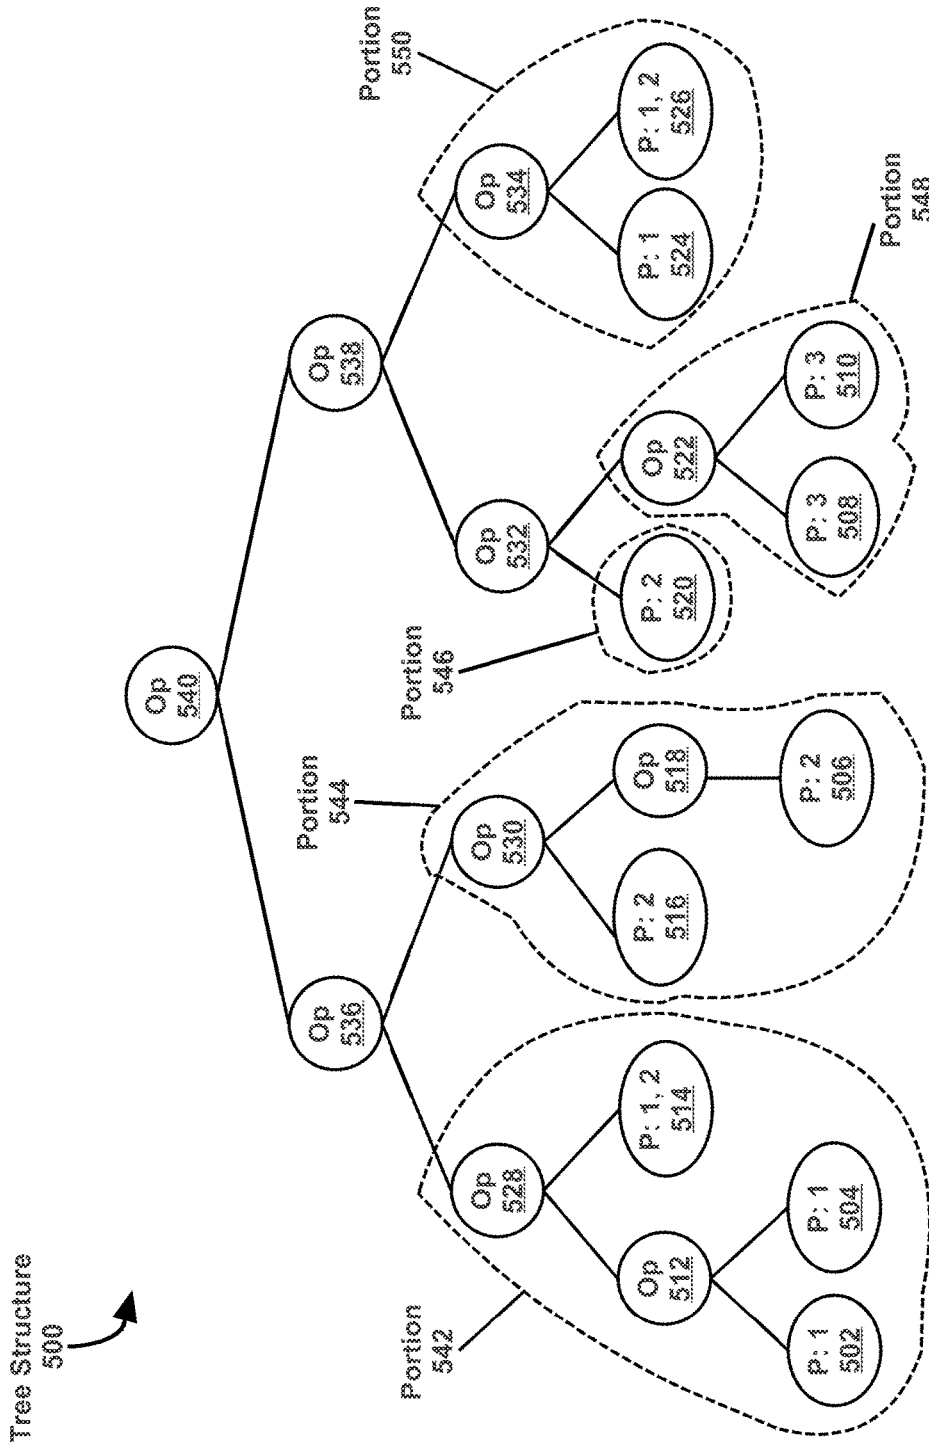 Tree Structure
500
Op
540
Op
536
Op
538
Portion
542
Portion
544
Portion
546
Portion
550
Portion
548
Op
528
Op
530
Op
532
Op
534
Op
512
P: 1, 2
514
P: 2
516
Op
518
P: 2
520
Op
522
P: 1
524
P: 1, 2
526
P: 1
502
P: 1
504
P: 2
506
P: 3
508
P: 3
510